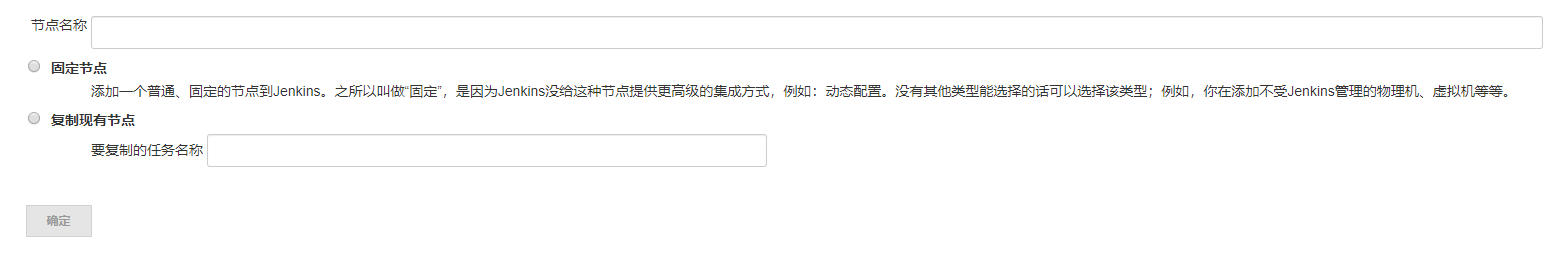 节点名称
固定节点
添加一个普通、固定的节点到Jenkins。之所以叫做“固定”，是因为Jenkins没给这种节点提供更高级的集成方式，例如：动态配置。没有其他类型能选择的话可以选择该类型；例如，你在添加不受Jenkins管理的物理机、虚拟机等等。
复制现有节点
要复制的任务名称
确定